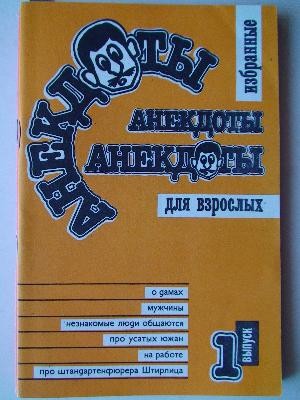 АНЕКДОТЫ
избранные
АНЕКДОТЫ
АНЕКДОТЫ
для взрослых
о дамах
мужчины
незнакомые люди общаются
про усатых южан
на работе
про штандартенфюрера Штирлица
1
выпуск